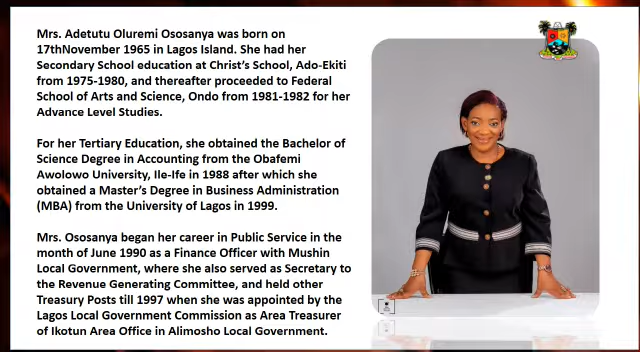 Mrs. Adetutu Oluremi Ososanya was born on
17thNovember 1965 in Lagos Island. She had her
Secondary School education at Christ's School, Ado-Ekiti
from 1975-1980, and thereafter proceeded to Federal
School of Arts and Science, Ondo from 1981-1982 for her
Advance Level Studies.
For her Tertiary Education, she obtained the Bachelor of
Science Degree in Accounting from the Obafemi
Awolowo University, Ile-Ife in 1988 after which she
obtained a Master's Degree in Business Administration
(MBA) from the University of Lagos in 1999.
Mrs. Ososanya began her career in Public Service in the
month of June 1990 as a Finance Officer with Mushin
Local Government, where she also served as Secretary to
the Revenue Generating Committee, and held other
Treasury Posts till 1997 when she was appointed by the
Lagos Local Government Commission as Area Treasurer
of Ikotun Area Office in Alimosho Local Government.